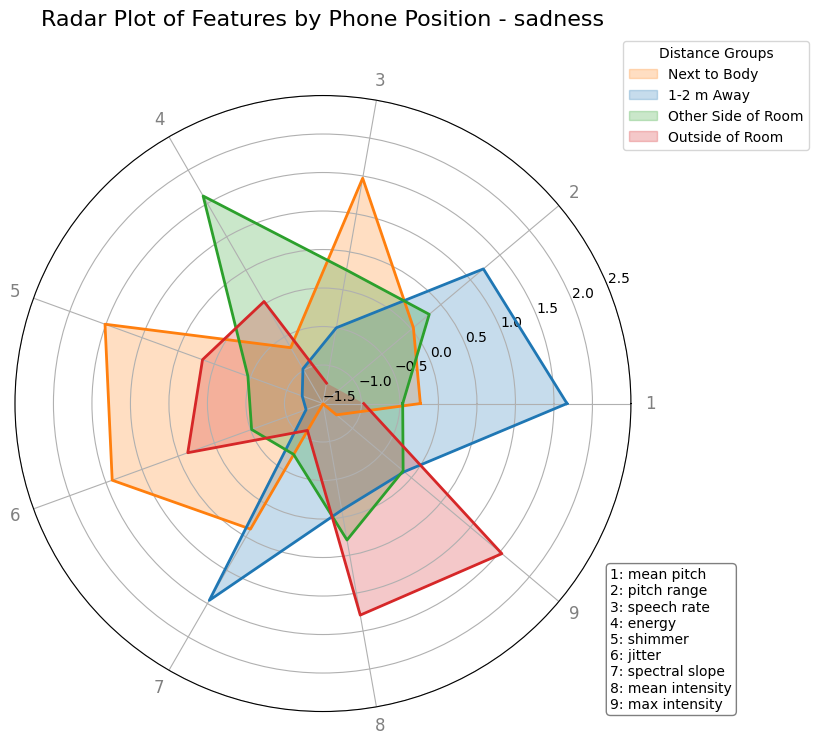 Radar Plot of Features by Phone Position - sadness
Distance Groups
Next to Body
1-2 m Away
Other Side of Room
Outside of Room
3
4
2
5
2.5
2.0
1.5
1.0
0.5
0.0
−0.5
−1.0
−1.5
1
6
9
7
8
1: mean pitch
2: pitch range
3: speech rate
4: energy
5: shimmer
6: jitter
7: spectral slope
8: mean intensity
9: max intensity